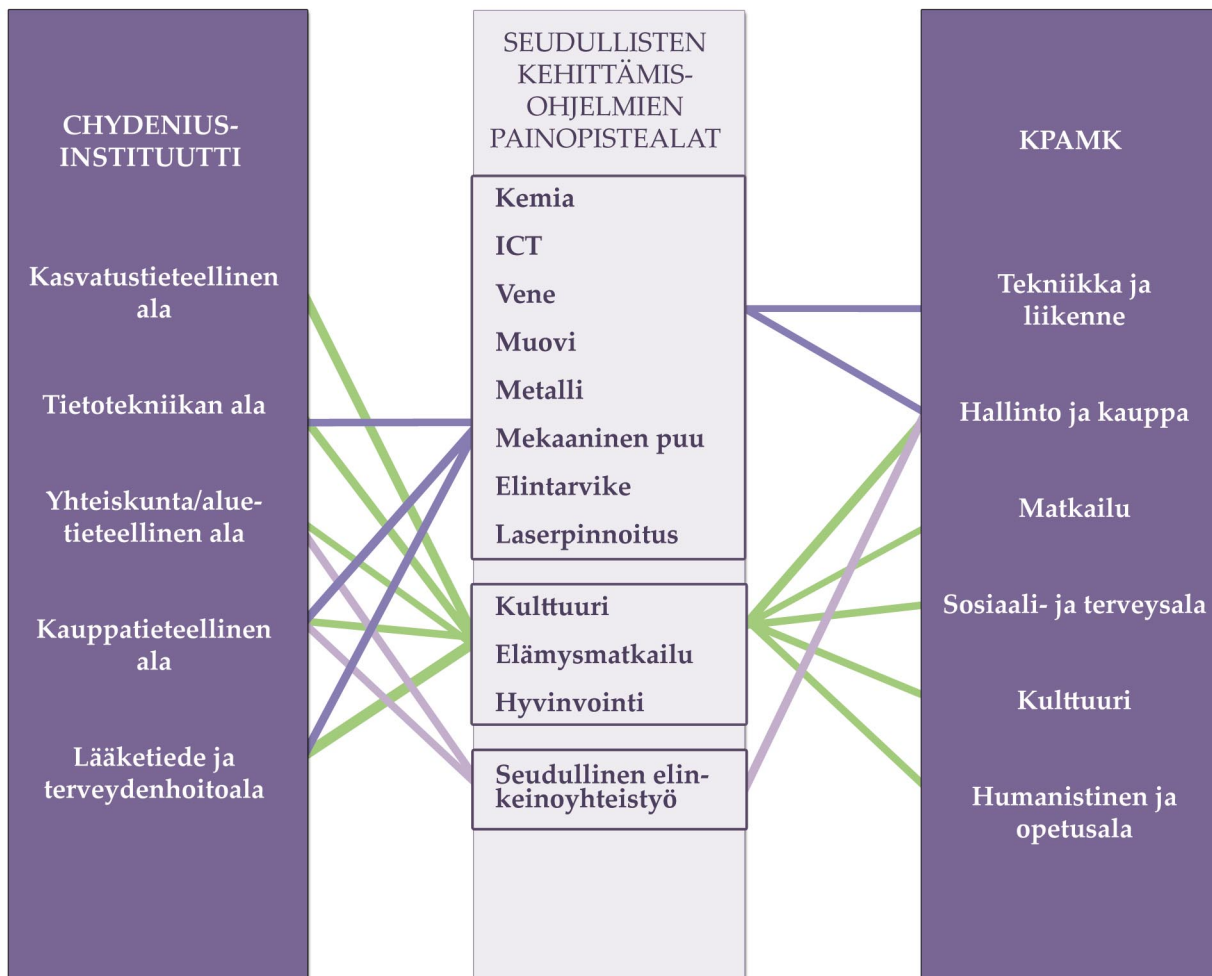 CHYDENIUS-
INSTITUUTTI
Kasvatustieteellinen
ala
Tietotekniikan ala
Yhteiskunta/alue-
tieteellinen ala
Kauppatieteellinen
ala
Lååketiede ja
terveydenhoitoala
SEUDULLISTEN
KEHITTÄMIS-
OHJELMIEN
PAINOPISTEALAT
Kemia
ICT
Vene
Muovi
Metalli
Mekaaninen puu
Elintarvike
Laserpinnoitus
Kulttuuri
Elämysmatkailu
Hyvinvointi
Seudullinen elin-
keinoyhteistyö
KPAMK
Tekniikka ja
liikenne
Hallinto ja kauppa
Matkailu
Sosiaali- ja terveysala
Kulttuuri
Humanistinen ja
opetusala